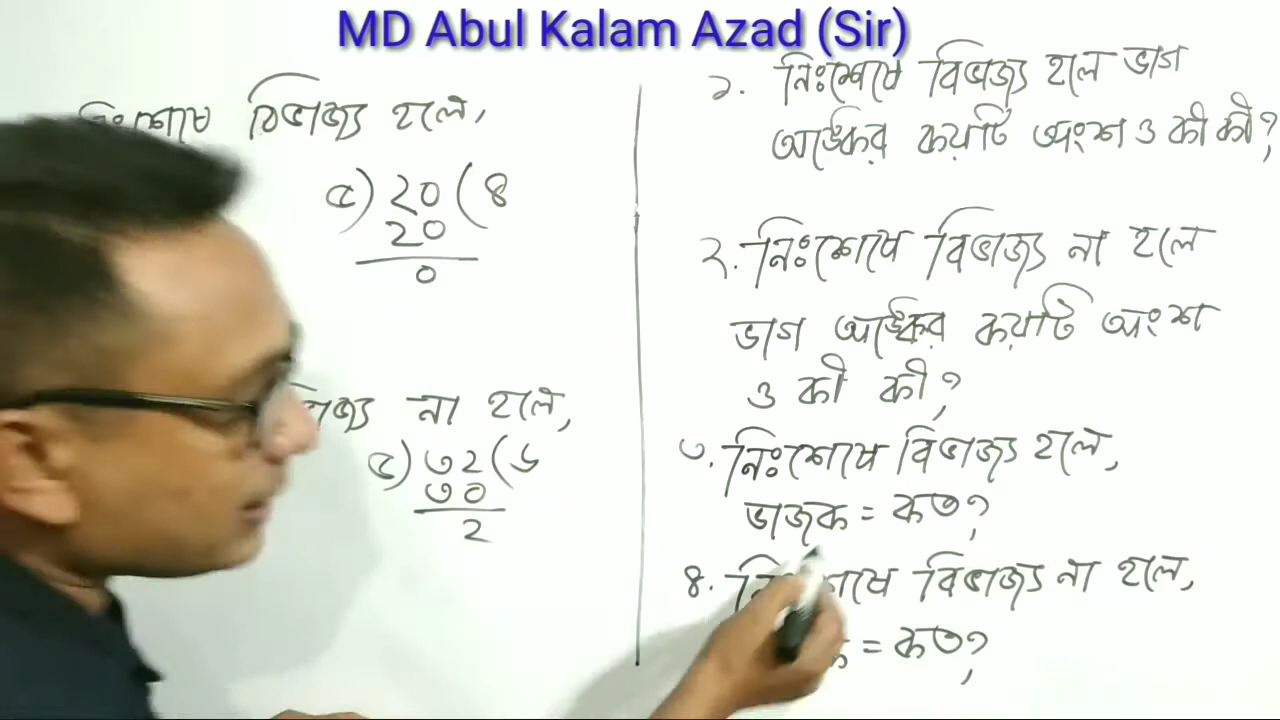 MD Abul Kalam Azad (Sir)
বিভাজ্য হলে,
৫) ২০ ( ৪
২০
০
না হলে,
৫) ৩২ ( ৬
৩০
২
১. নিঃশেষে বিভাজ্য হলে ভাগ
অঙ্কের কয়টি অংশ ও কী কী?
২. নিঃশেষে বিভাজ্য না হলে
ভাগ অঙ্কের কয়টি অংশ
ও কী কী?
৩. নিঃশেষে বিভাজ্য হলে,
ভাজক = কত?
৪. বিভাজ্য না হলে,
= কত?